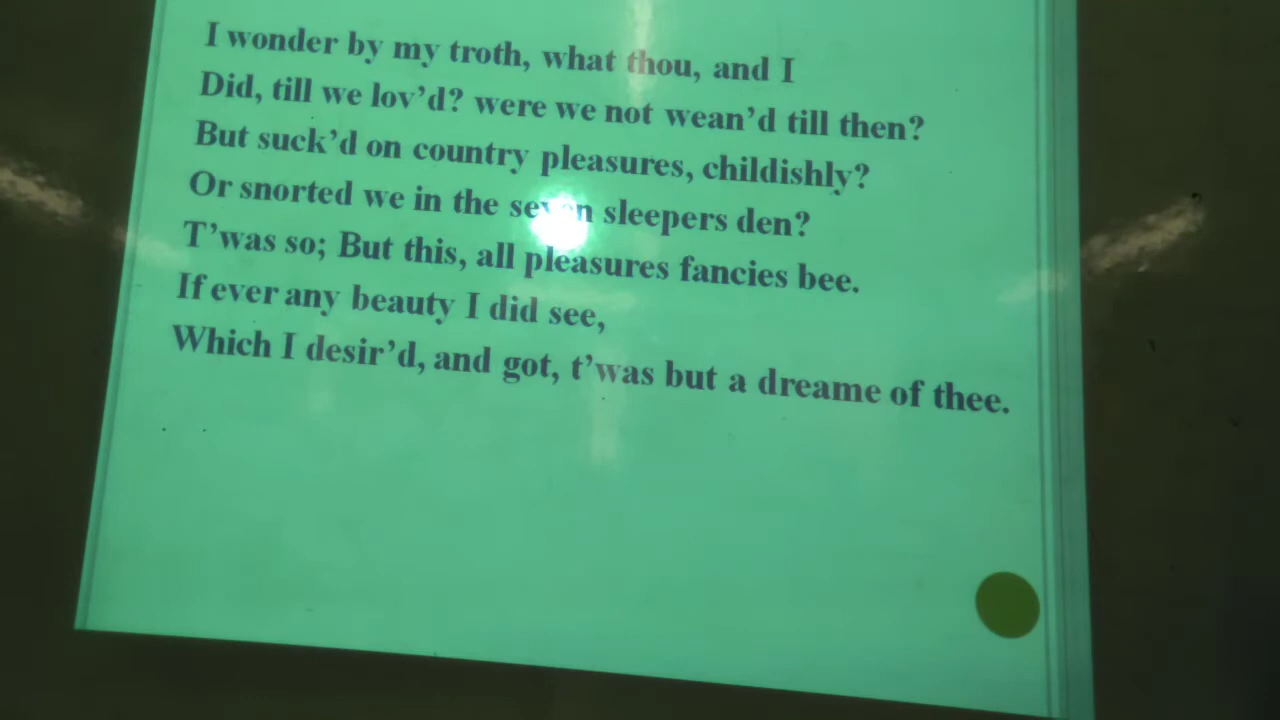 I wonder by my troth, what thou, and I
Did, till we lov’d? were we not wean’d till then?
But suck’d on country pleasures, childishly?
Or snorted we in the seven sleepers den?
T’was so; But this, all pleasures fancies bee.
If ever any beauty I did see,
Which I desir’d, and got, t’was but a dreame of thee.